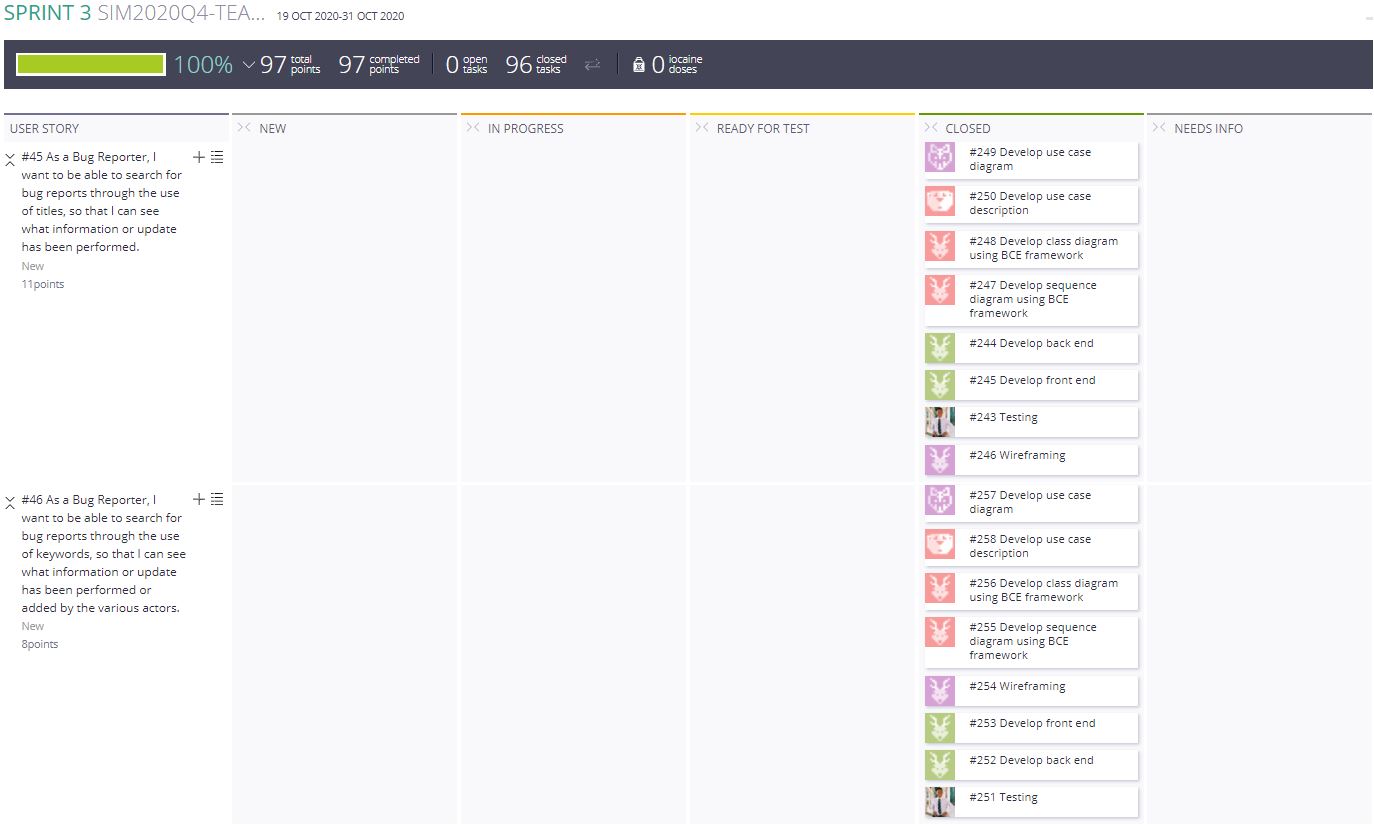 SPRINT 3 SIM2020Q4-TEA... 19 OCT 2020-31 OCT 2020
100% 97 total points 97 completed points 0 open tasks 96 closed tasks 0 iocaine doses
USER STORY NEW IN PROGRESS READY FOR TEST CLOSED NEEDS INFO
#45 As a Bug Reporter, I
want to be able to search for
bug reports through the use
of titles, so that I can see
what information or update
has been performed.
New
11points
#249 Develop use case
diagram
#250 Develop use case
description
#248 Develop class diagram
using BCE framework
#247 Develop sequence
diagram using BCE
framework
#244 Develop back end
#245 Develop front end
#243 Testing
#246 Wireframing
#46 As a Bug Reporter, I
want to be able to search for
bug reports through the use
of keywords, so that I can see
what information or update
has been performed or
added by the various actors.
New
8points
#257 Develop use case
diagram
#258 Develop use case
description
#256 Develop class diagram
using BCE framework
#255 Develop sequence
diagram using BCE
framework
#254 Wireframing
#253 Develop front end
#252 Develop back end
#251 Testing